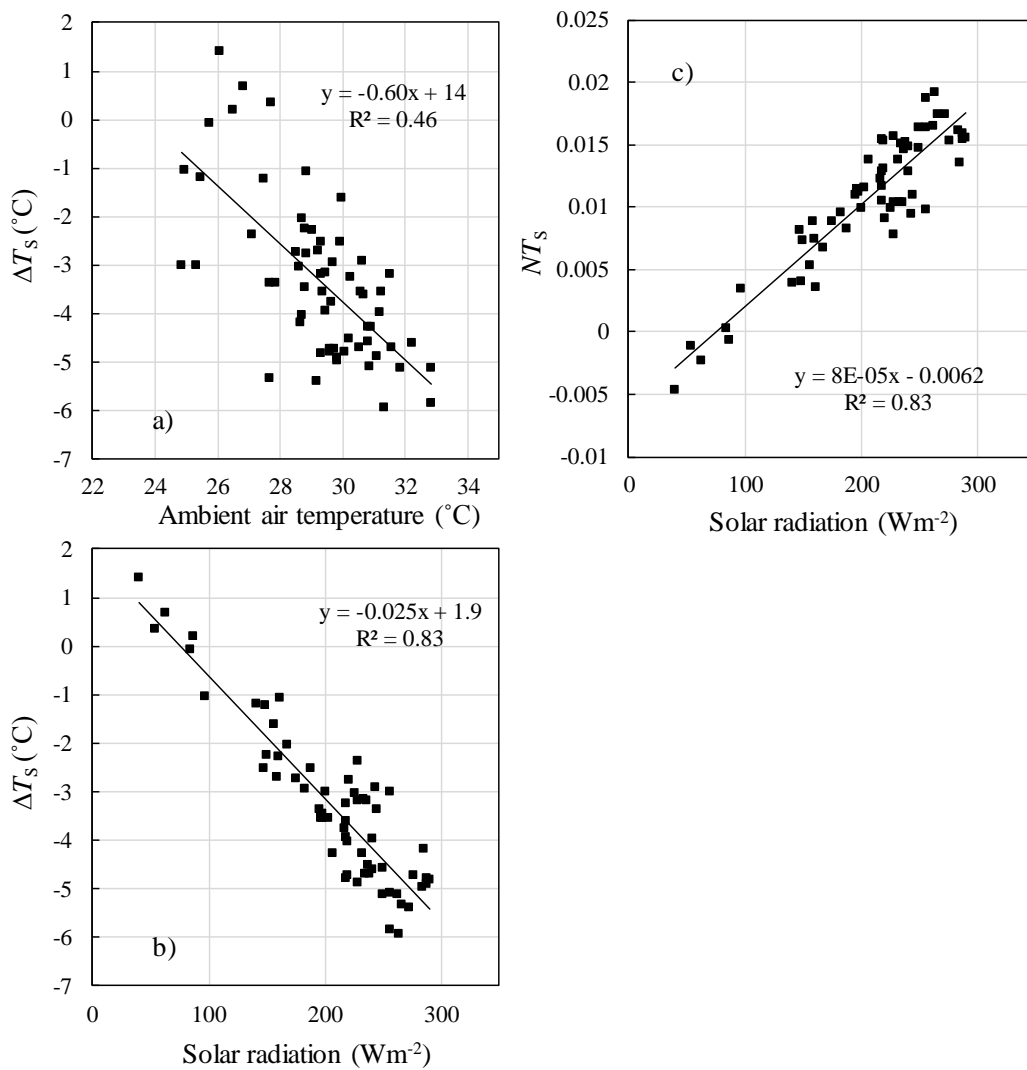 2
1
0
-1
-2
-3
-4
-5
-6
-7
22 24 26 28 30 32 34
ΔTs (˚C)
Ambient air temperature (˚C)
y = -0.60x + 14
R² = 0.46
a)
0.025
0.02
0.015
0.01
0.005
0
-0.005
-0.01
0 100 200 300
NTs
Solar radiation (Wm-2)
y = 8E-05x - 0.0062
R² = 0.83
c)
2
1
0
-1
-2
-3
-4
-5
-6
-7
0 100 200 300
ΔTs (˚C)
Solar radiation (Wm-2)
y = -0.025x + 1.9
R² = 0.83
b)